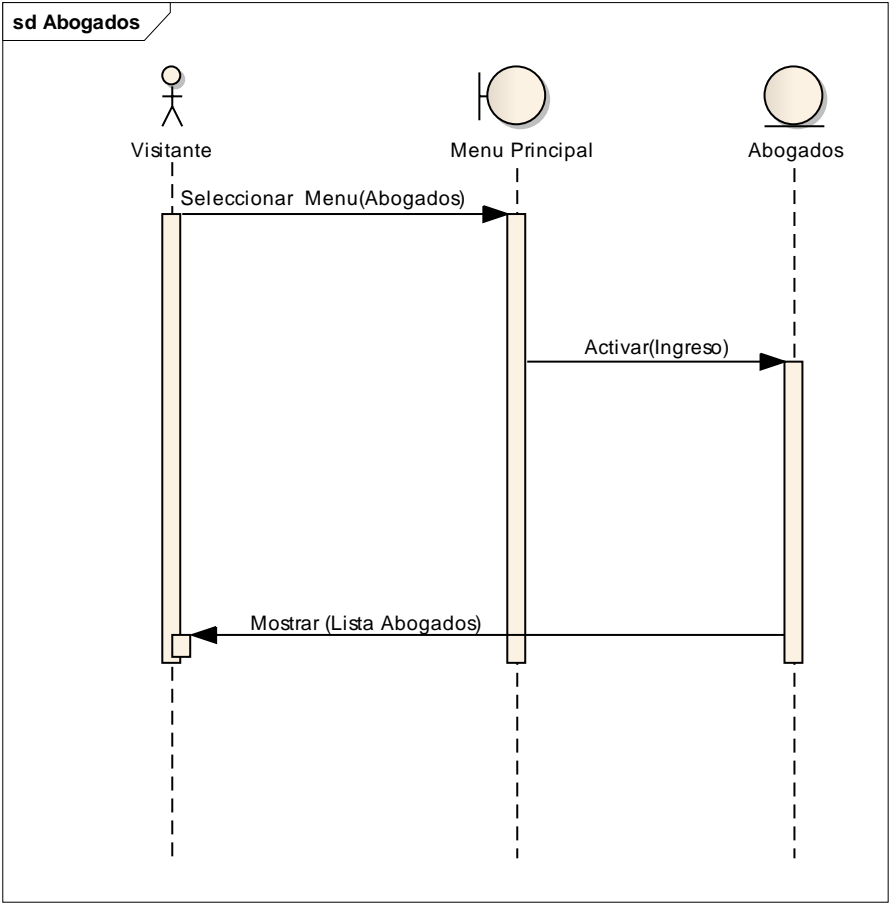 sd Abogados
Visitante
Menu Principal
Abogados
Seleccionar Menu(Abogados)
Activar(Ingreso)
Mostrar (Lista Abogados)